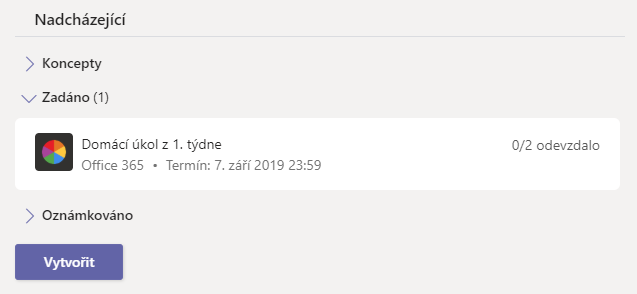 Nadcházející
Koncepty
Zadáno (1)
Domácí úkol z 1. týdne
0/2 odevzdalo
Office 365 • Termín: 7. září 2019 23:59
Oznámkováno
Vytvořit